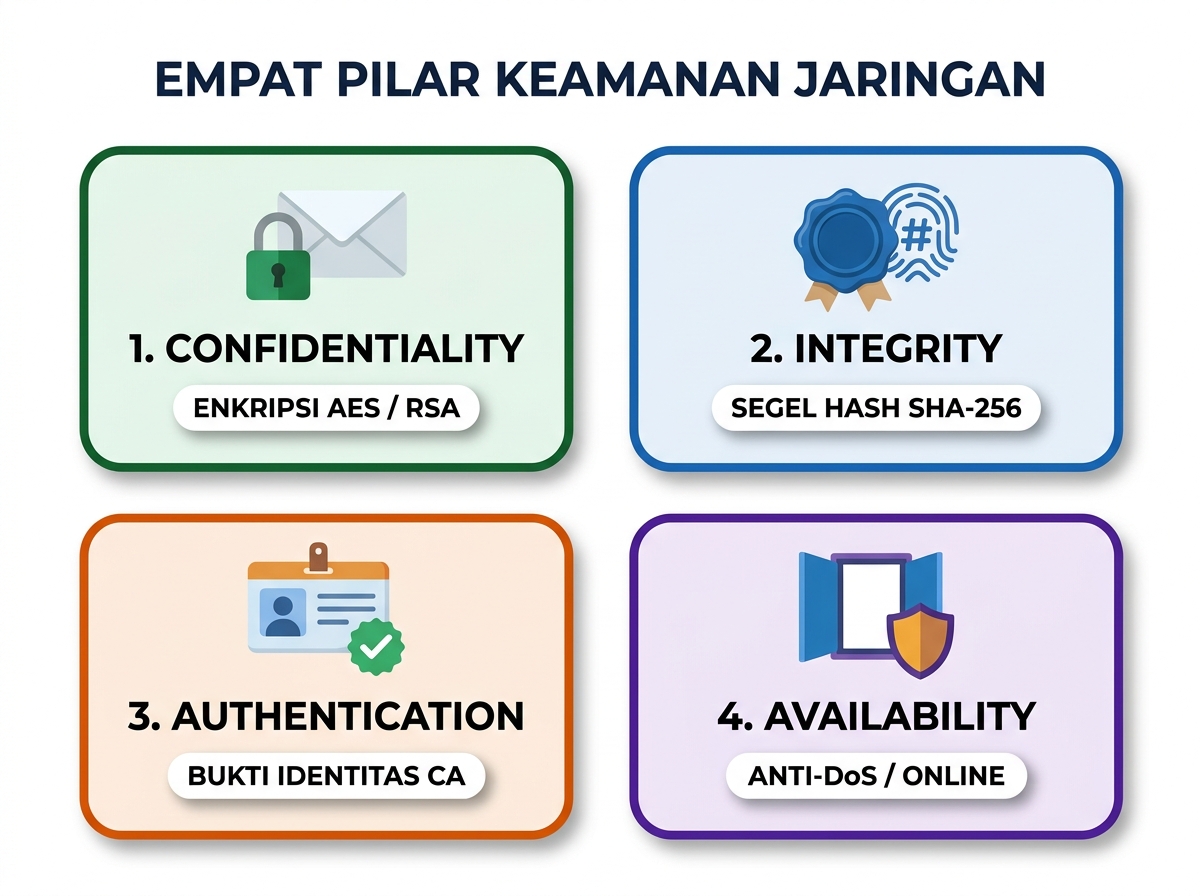 EMPAT PILAR KEAMANAN JARINGAN
1. CONFIDENTIALITY
ENKRIPSI AES / RSA
#
2. INTEGRITY
SEGEL HASH SHA-256
3. AUTHENTICATION
BUKTI IDENTITAS CA
4. AVAILABILITY
ANTI-DoS / ONLINE